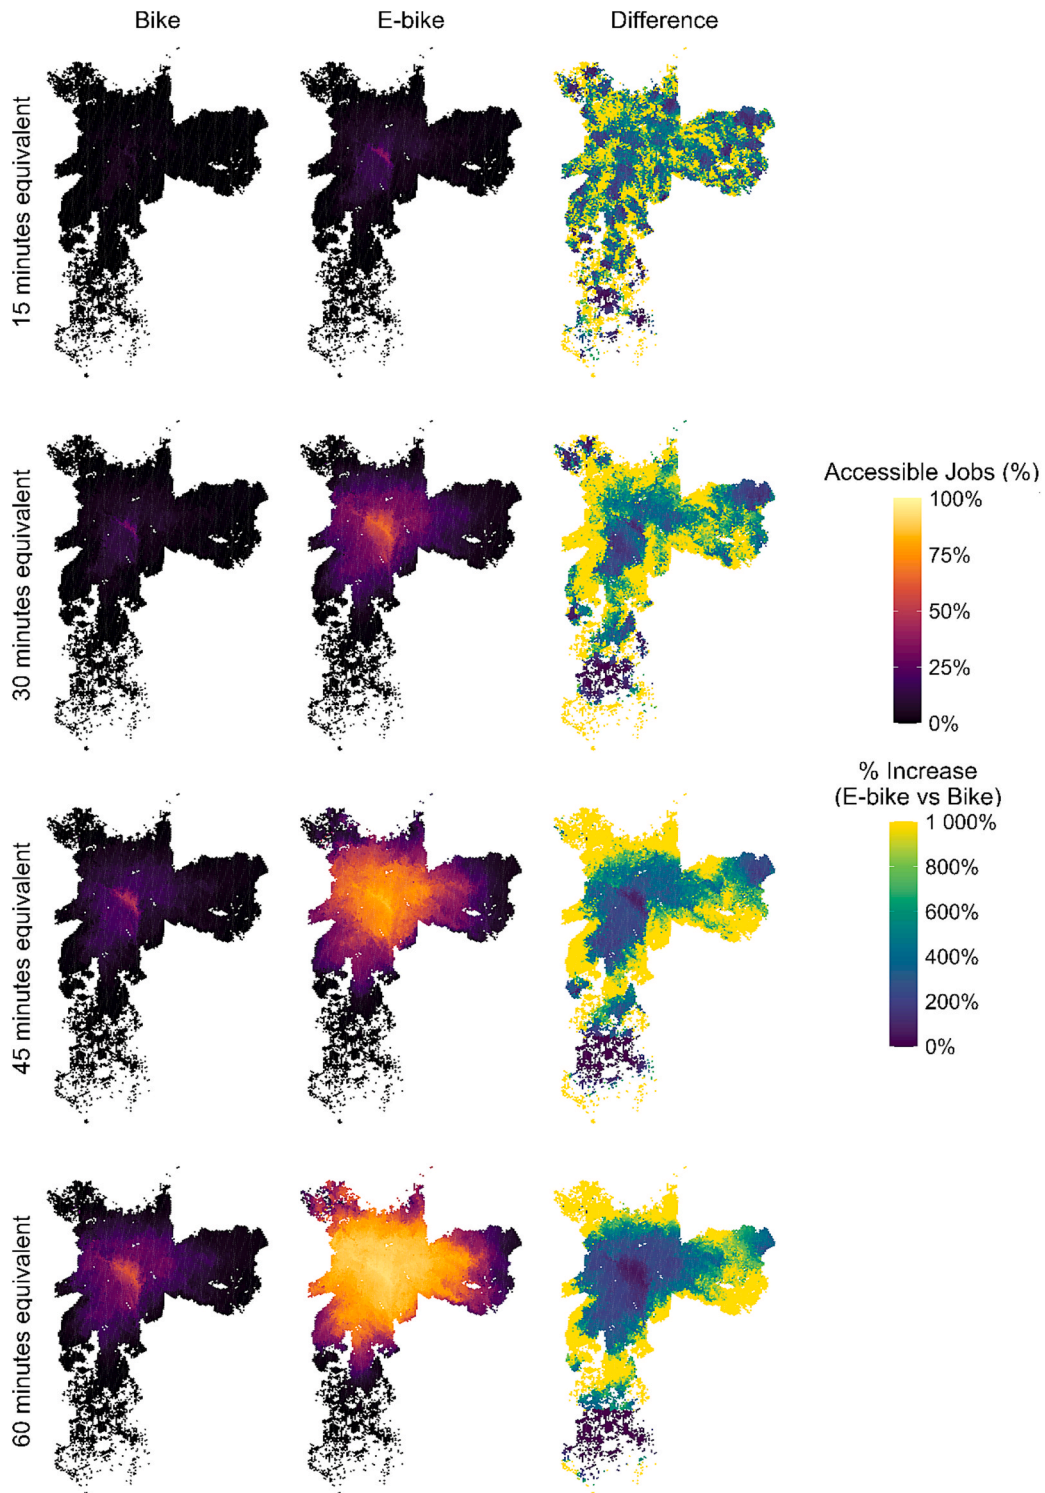 Bike
E-bike
Difference
15 minutes equivalent
30 minutes equivalent
Accessible Jobs (%)
100%
75%
50%
25%
0%
45 minutes equivalent
% Increase
(E-bike vs Bike)
1 000%
800%
600%
400%
200%
0%
60 minutes equivalent